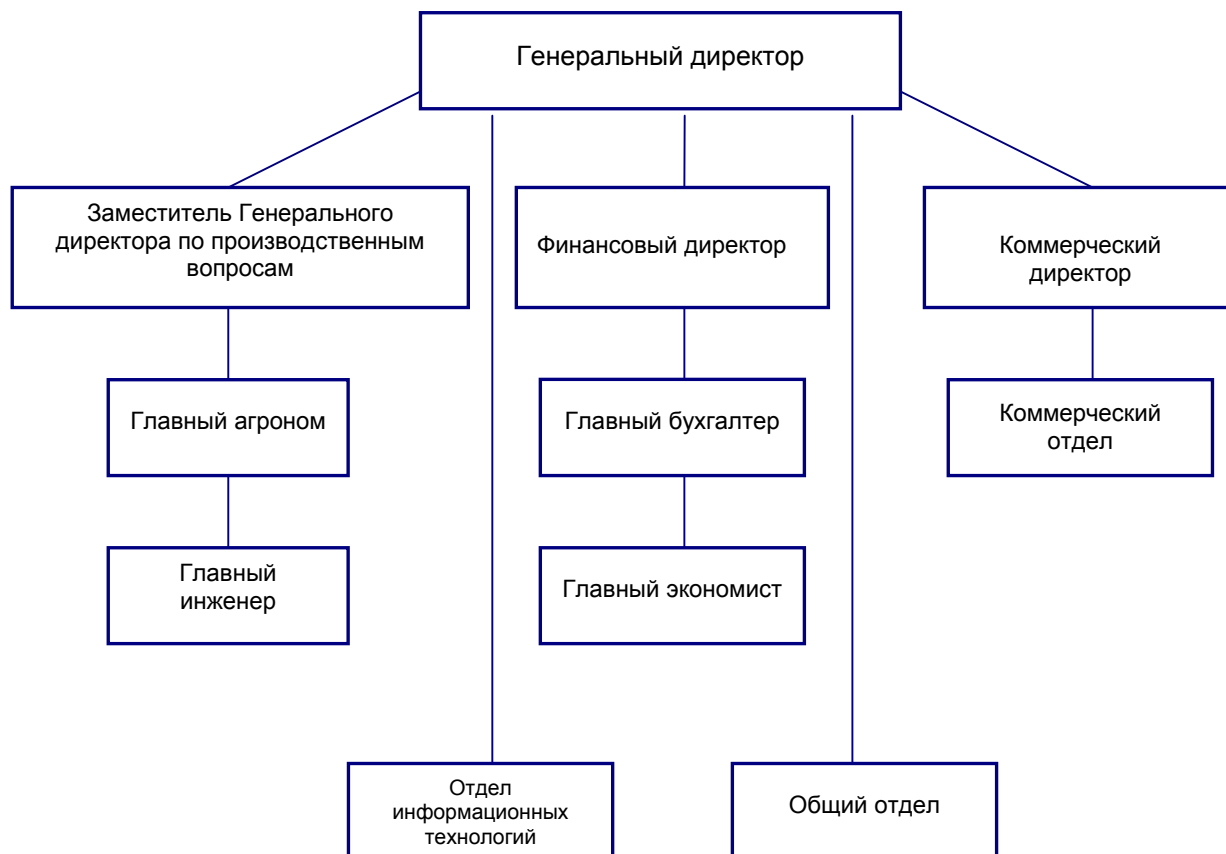 Генеральный директор
Заместитель Генерального
директора по производственным
вопросам
Финансовый директор
Коммерческий
директор
Главный агроном
Главный бухгалтер
Коммерческий
отдел
Главный
инженер
Главный экономист
Отдел
информационных
технологий
Общий отдел